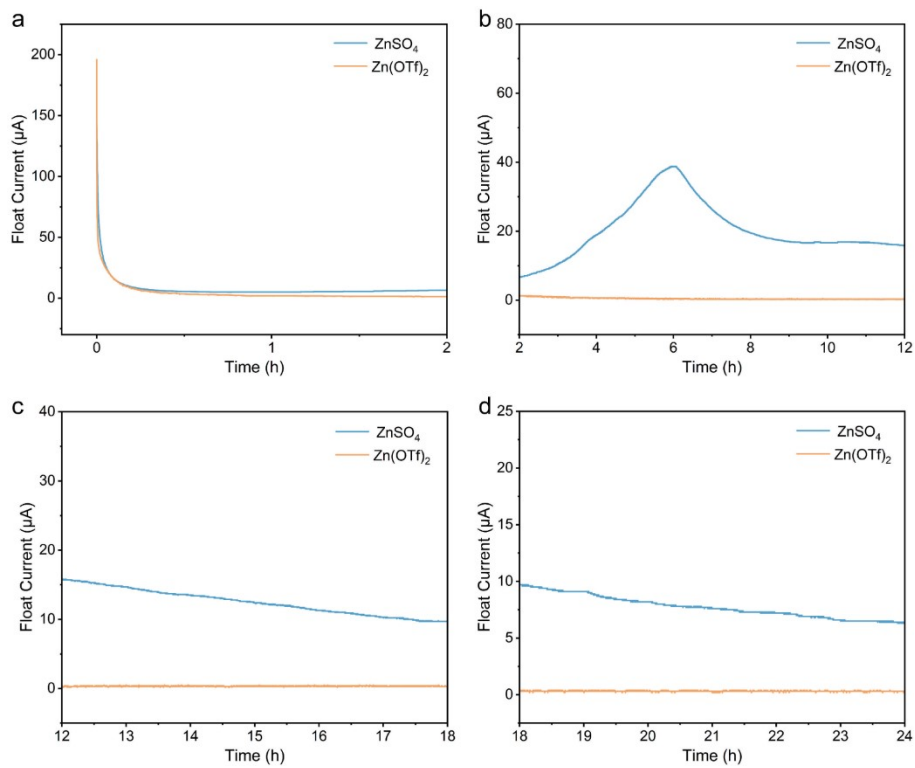 a
ZnSO₄
Zn(OTf)₂
200
150
100
50
0
Float Current (µA)
0 1 2
Time (h)
b
ZnSO₄
Zn(OTf)₂
80
60
40
20
0
Float Current (µA)
2 4 6 8 10 12
Time (h)
c
ZnSO₄
Zn(OTf)₂
40
30
20
10
0
Float Current (µA)
12 13 14 15 16 17 18
Time (h)
d
ZnSO₄
Zn(OTf)₂
25
20
15
10
5
0
Float Current (µA)
18 19 20 21 22 23 24
Time (h)